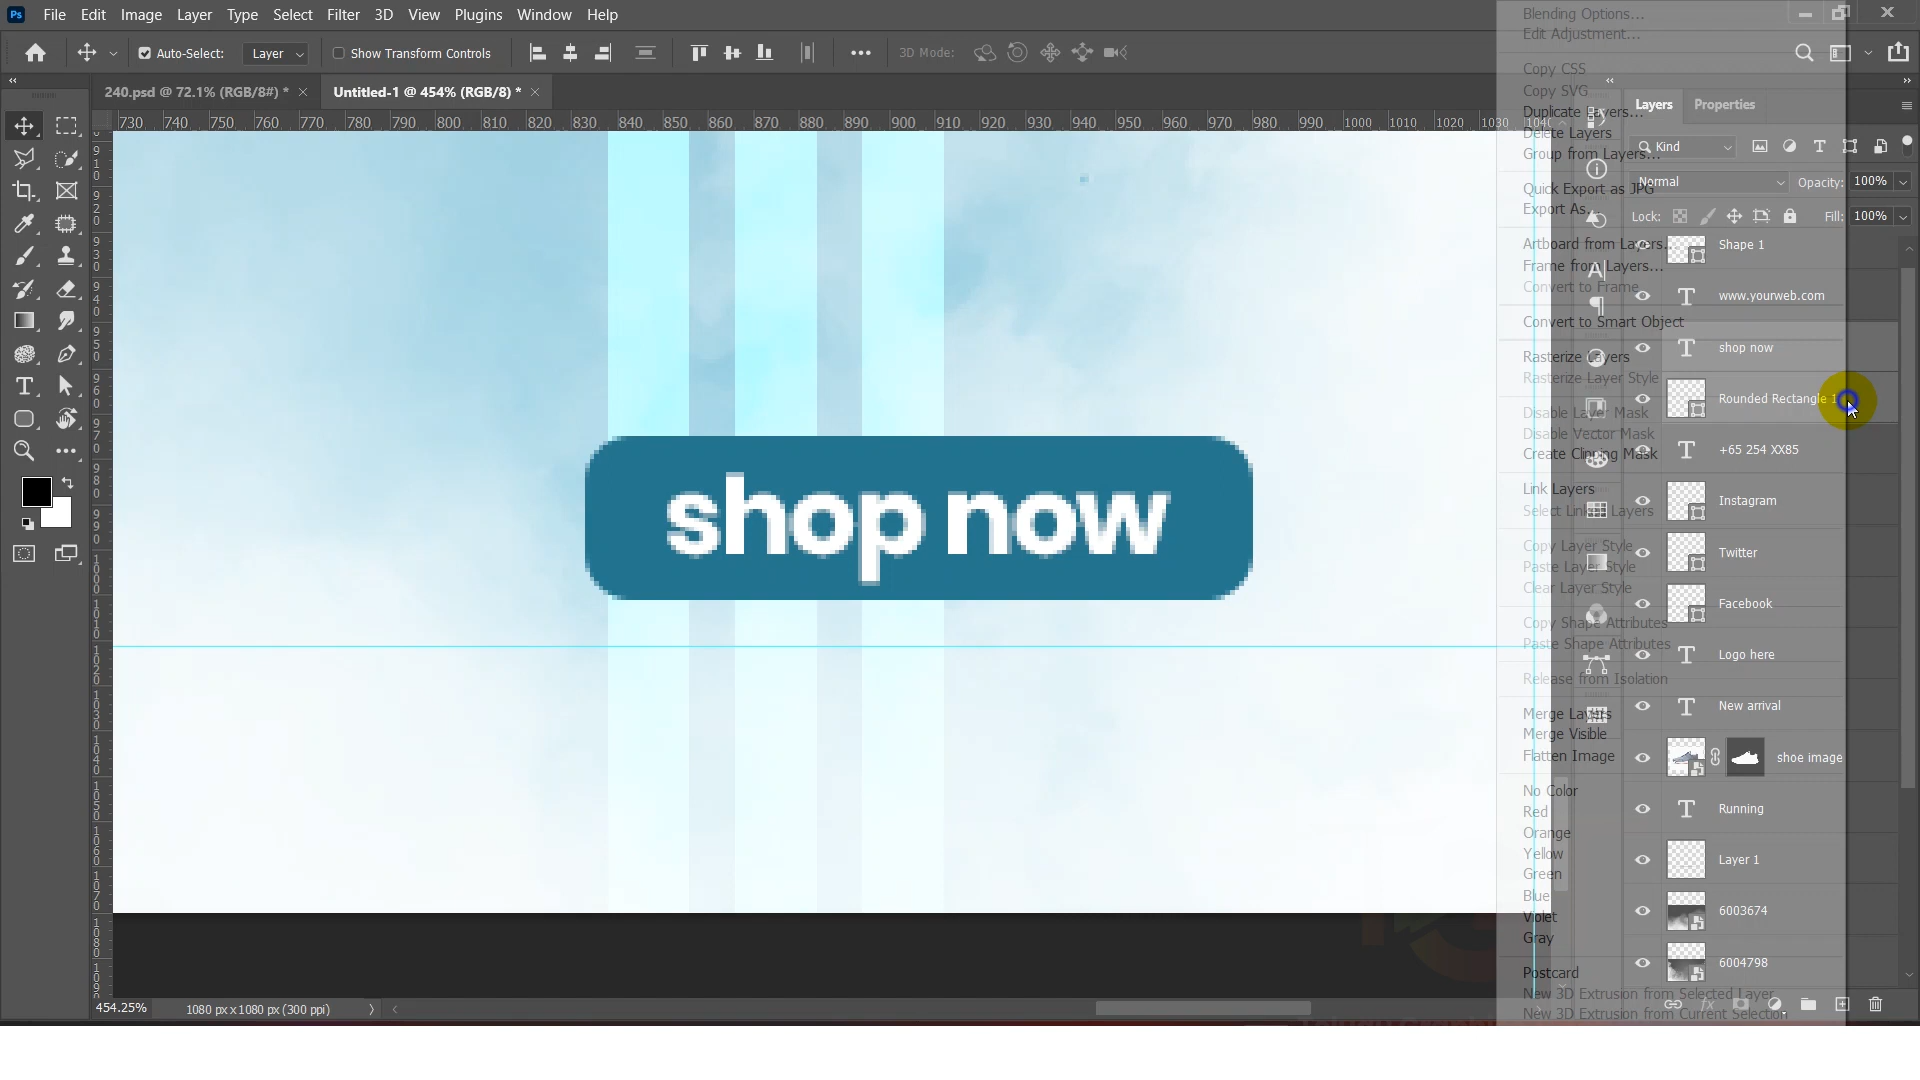 File Edit Image Layer Type Select Filter 3D View Plugins Window Help
Auto-Select: Layer Show Transform Controls 3D Mode:
240.psd @ 72.1% (RGB/8#) * Untitled-1 @ 454% (RGB/8) *
730 740 750 760 770 780 790 800 810 820 830 840 850 860 870 880 890 900 910 920 930 940 950 960 970 980 990 1000 1010 1020 1030
shop now
454.25% 1080 px x 1080 px (300 ppi)
Blending Options...
Edit Adjustment...
Copy CSS
Copy SVG
Duplicate Layers...
Delete Layers
Group from Layers...
Quick Export as JPG
Export As...
Artboard from Layers...
Frame from Layers...
Convert to Frame
Convert to Smart Object
Rasterize Layers
Rasterize Layer Style
Disable Layer Mask
Disable Vector Mask
Create Clipping Mask
Link Layers
Select Linked Layers
Copy Layer Style
Paste Layer Style
Clear Layer Style
Copy Shape Attributes
Paste Shape Attributes
Release from Isolation
Merge Layers
Merge Visible
Flatten Image
No Color
Red
Orange
Yellow
Green
Blue
Violet
Gray
Postcard
New 3D Extrusion from Selected Layer
New 3D Extrusion from Current Selection
Layers Properties
Kind
Normal Opacity: 100%
Lock: Fill: 100%
Shape 1
www.yourweb.com
shop now
Rounded Rectangle 1
+65 254 XX85
Instagram
Twitter
Facebook
Logo here
New arrival
shoe image
Running
Layer 1
6003674
6004798